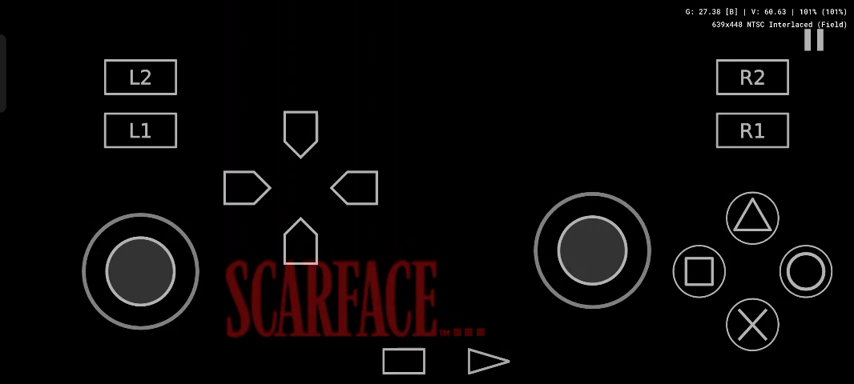 G: 27.38 [B] | V: 60.63 | 101% (101%)
639x448 NTSC Interlaced (Field)
L2
R2
L1
R1
SCARFACE